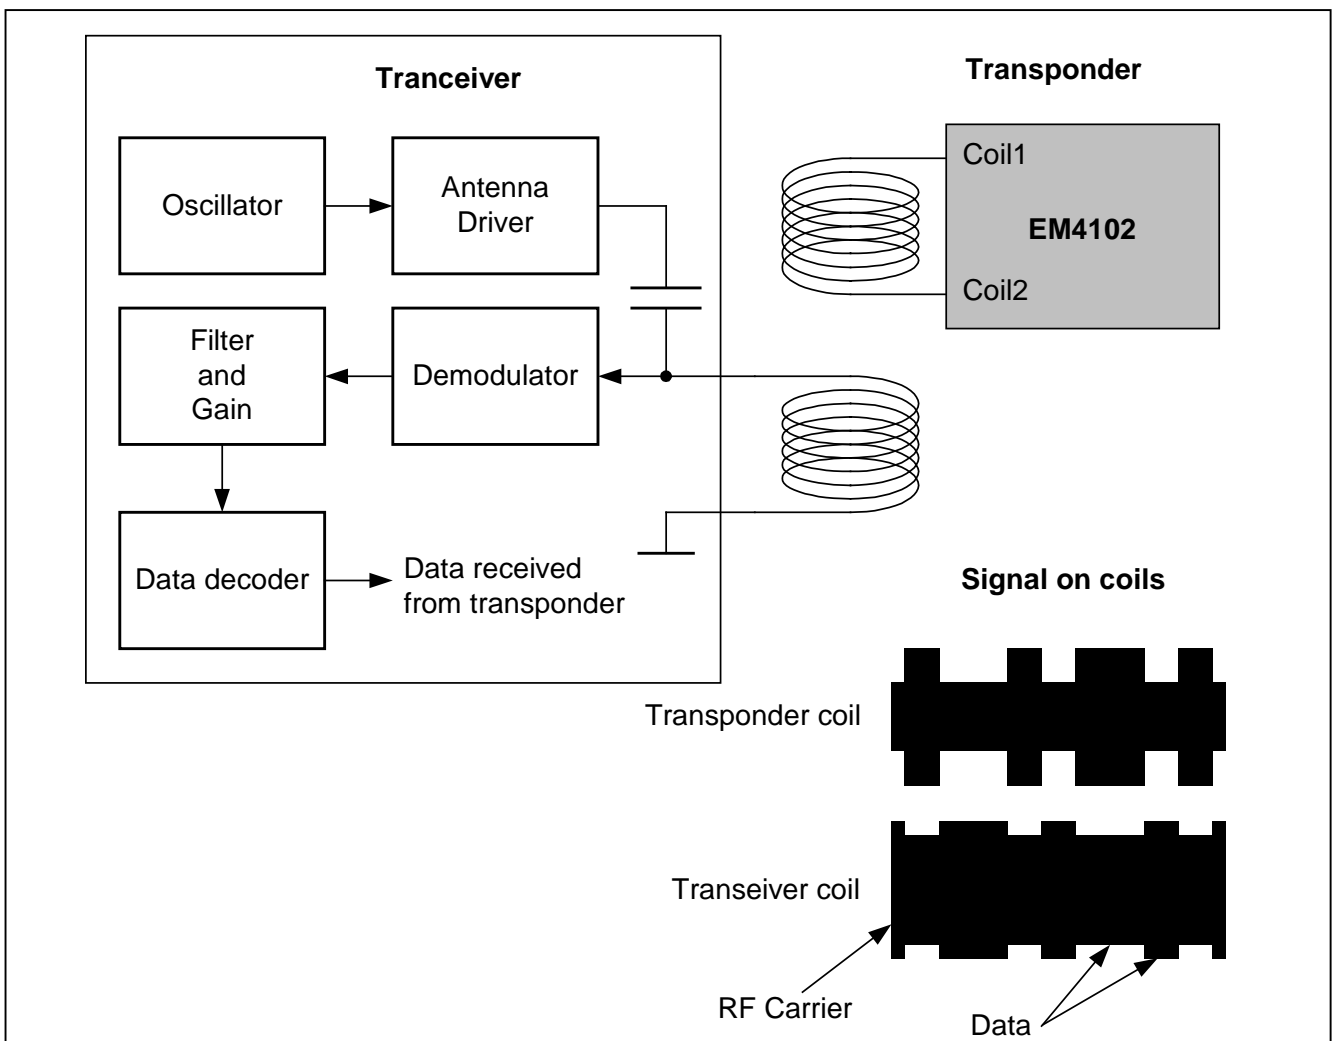 Tranceiver
Transponder
Oscillator
Antenna
Driver
Coil1
EM4102
Coil2
Filter
and
Gain
Demodulator
Data decoder
Data received
from transponder
Signal on coils
Transponder coil
Transeiver coil
RF Carrier
Data